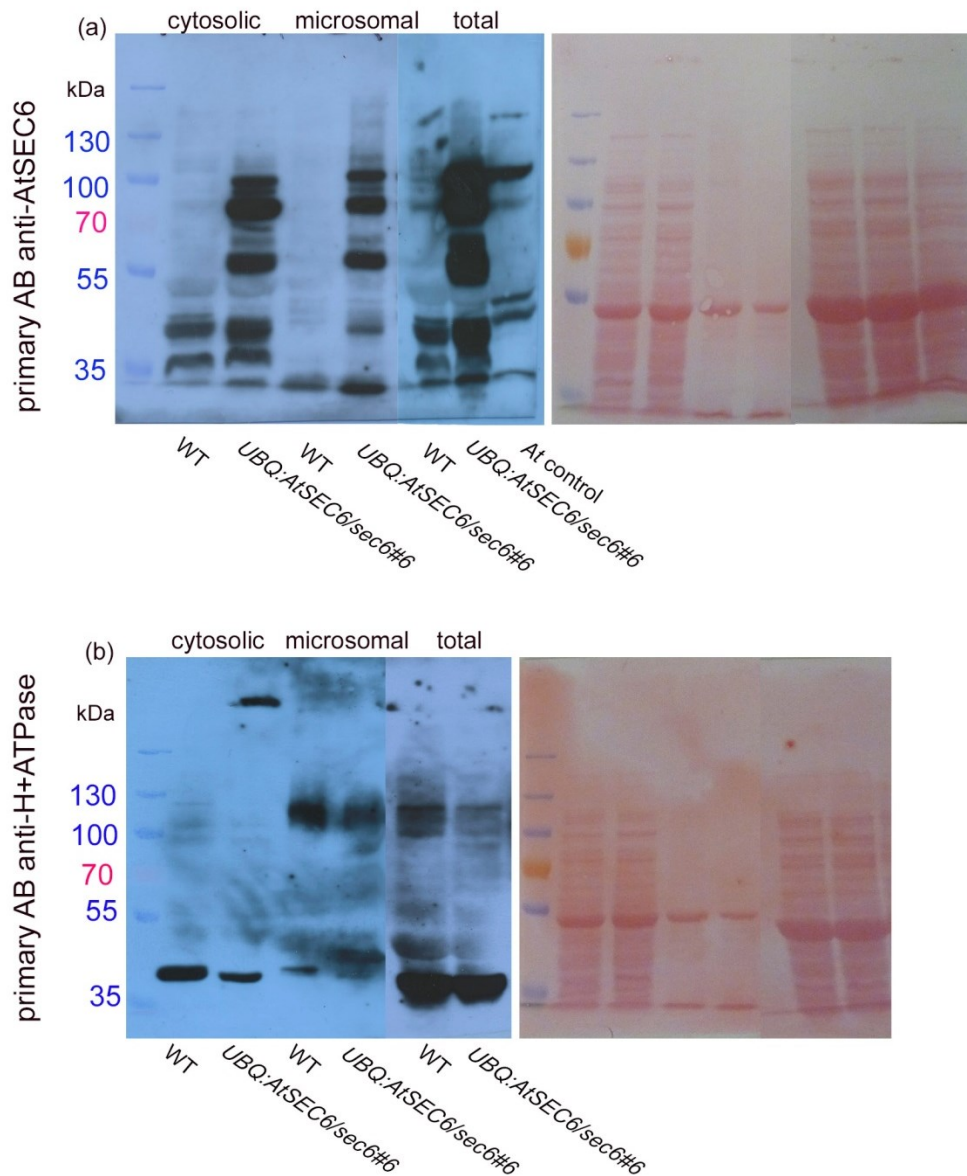 (a)
cytosolic microsomal total
kDa
130
100
70
55
35
primary AB anti-AtSEC6
WT
UBQ:AtSEC6/sec6#6
WT
UBQ:AtSEC6/sec6#6
WT
UBQ:AtSEC6/sec6#6
At control
(b)
cytosolic microsomal total
kDa
130
100
70
55
35
primary AB anti-H+ATPase
WT
UBQ:AtSEC6/sec6#6
WT
UBQ:AtSEC6/sec6#6
WT
UBQ:AtSEC6/sec6#6